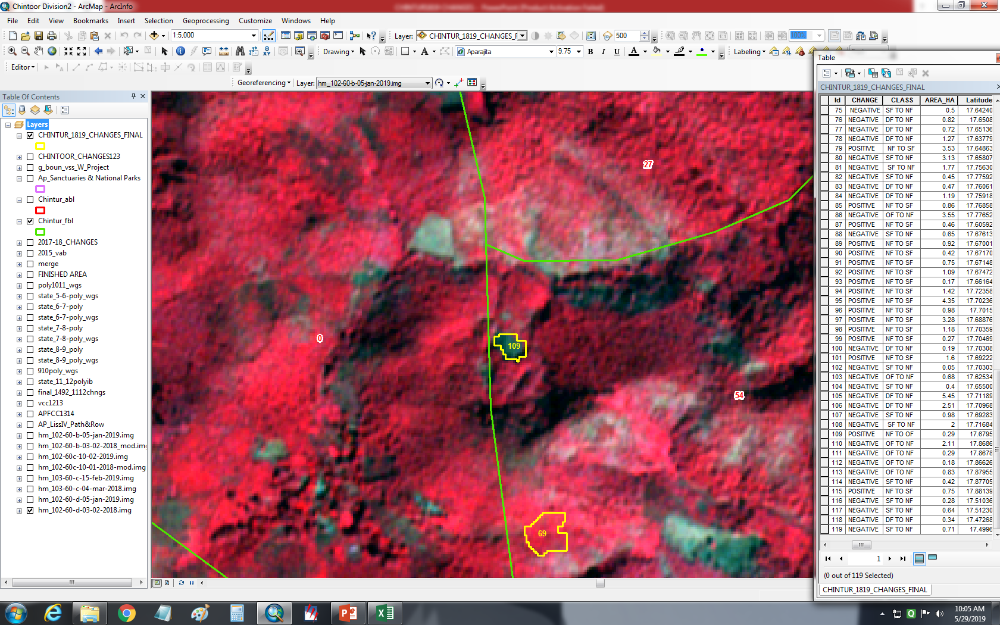 Chintoor Division2 - ArcMap - ArcInfo
File Edit View Bookmarks Insert Selection Geoprocessing Customize Windows Help
1:5,000
Layer: CHINTUR_1819_CHANGES_F
500
100%
Drawing
Aparajita
9.75
B I U A
Labeling
Editor
Georeferencing Layer: hm_102-60-b-05-jan-2019.img
Table Of Contents
Layers
CHINTUR_1819_CHANGES_FINAL
CHINTOOR_CHANGES123
g_boun_vss_W_Project
Ap_Sanctuaries & National Parks
Chintur_abl
Chintur_fbl
2017-18_CHANGES
2015_vab
merge
FINISHED AREA
poly1011_wgs
state_5-6-poly_wgs
state_6-7-poly
state_6-7-poly_wgs
state_7-8-poly
state_7-8-poly_wgs
state_8-9_poly
state_8-9_poly_wgs
910poly_wgs
state_11_12polyib
final_1492_1112chngs
vcc1213
APFCC1314
AP_LissIV_Path&Row
hm_102-60-b-05-jan-2019.img
hm_102-60-b-03-02-2018_mod.img
hm_102-60c-10-02-2019.img
hm_102-60c-10-01-2018-mod.img
hm_103-60-c-15-feb-2019.img
hm_103-60-c-04-mar-2018.img
hm_102-60-d-05-jan-2019.img
hm_102-60-d-03-02-2018.img
27
0
109
54
69
Table
CHINTUR_1819_CHANGES_FINAL
Id CHANGE CLASS AREA_HA Latitude
75 NEGATIVE SF TO NF 0.5 17.64240
76 NEGATIVE DF TO NF 0.82 17.6508
77 NEGATIVE DF TO NF 0.72 17.65136
78 NEGATIVE DF TO NF 1.27 17.63779
79 POSITIVE NF TO SF 3.53 17.64863
80 NEGATIVE SF TO NF 3.13 17.65807
81 NEGATIVE SF TO NF 1.77 17.75630
82 NEGATIVE SF TO NF 0.45 17.77592
83 NEGATIVE DF TO NF 0.47 17.76061
84 NEGATIVE DF TO NF 1.19 17.75918
85 POSITIVE NF TO SF 0.86 17.76858
86 NEGATIVE OF TO NF 3.55 17.77652
87 POSITIVE NF TO SF 0.46 17.60592
88 NEGATIVE SF TO NF 0.65 17.67613
89 POSITIVE NF TO SF 0.92 17.67001
90 POSITIVE NF TO SF 0.42 17.67170
91 POSITIVE NF TO SF 0.75 17.67148
92 POSITIVE NF TO SF 1.09 17.67472
93 POSITIVE NF TO SF 0.17 17.66164
94 POSITIVE NF TO SF 1.42 17.72358
95 POSITIVE NF TO SF 4.35 17.70236
96 POSITIVE NF TO SF 0.98 17.7015
97 POSITIVE NF TO SF 3.28 17.68876
98 POSITIVE NF TO SF 1.18 17.70359
99 POSITIVE NF TO SF 0.27 17.70469
100 NEGATIVE DF TO NF 0.19 17.70308
101 POSITIVE NF TO SF 1.6 17.69222
102 NEGATIVE SF TO NF 0.05 17.70303
103 NEGATIVE OF TO NF 0.68 17.62534
104 NEGATIVE SF TO NF 0.4 17.65500
105 NEGATIVE DF TO NF 5.45 17.71189
106 NEGATIVE DF TO NF 2.51 17.70968
107 NEGATIVE SF TO NF 0.98 17.69283
108 NEGATIVE SF TO NF 2 17.71684
109 POSITIVE NF TO OF 0.29 17.6795
110 NEGATIVE OF TO NF 2.11 17.8686
111 NEGATIVE OF TO NF 0.29 17.8678
112 NEGATIVE OF TO NF 0.18 17.86626
113 NEGATIVE OF TO NF 0.83 17.87955
114 NEGATIVE SF TO NF 0.42 17.87705
115 POSITIVE NF TO SF 0.75 17.88139
116 NEGATIVE SF TO NF 0.28 17.51036
117 NEGATIVE SF TO NF 0.64 17.51230
118 NEGATIVE DF TO NF 0.34 17.47268
119 NEGATIVE SF TO NF 0.71 17.4996
1
(0 out of 119 Selected)
CHINTUR_1819_CHANGES_FINAL
10:05 AM
5/29/2019